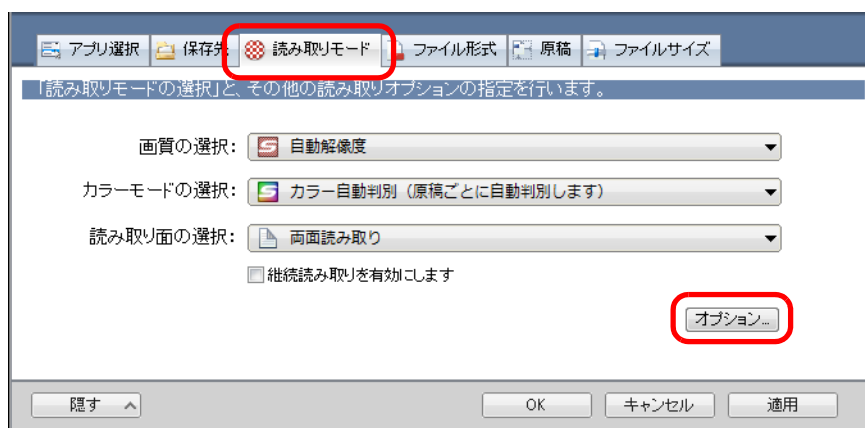 アプリ選択 保存先 読み取りモード ファイル形式 原稿 ファイルサイズ
「読み取りモードの選択」と、その他の読み取りオプションの指定を行います。
画質の選択: 自動解像度
カラーモードの選択: カラー自動判別（原稿ごとに自動判別します）
読み取り面の選択: 両面読み取り
継続読み取りを有効にします
オプション...
隠す OK キャンセル 適用